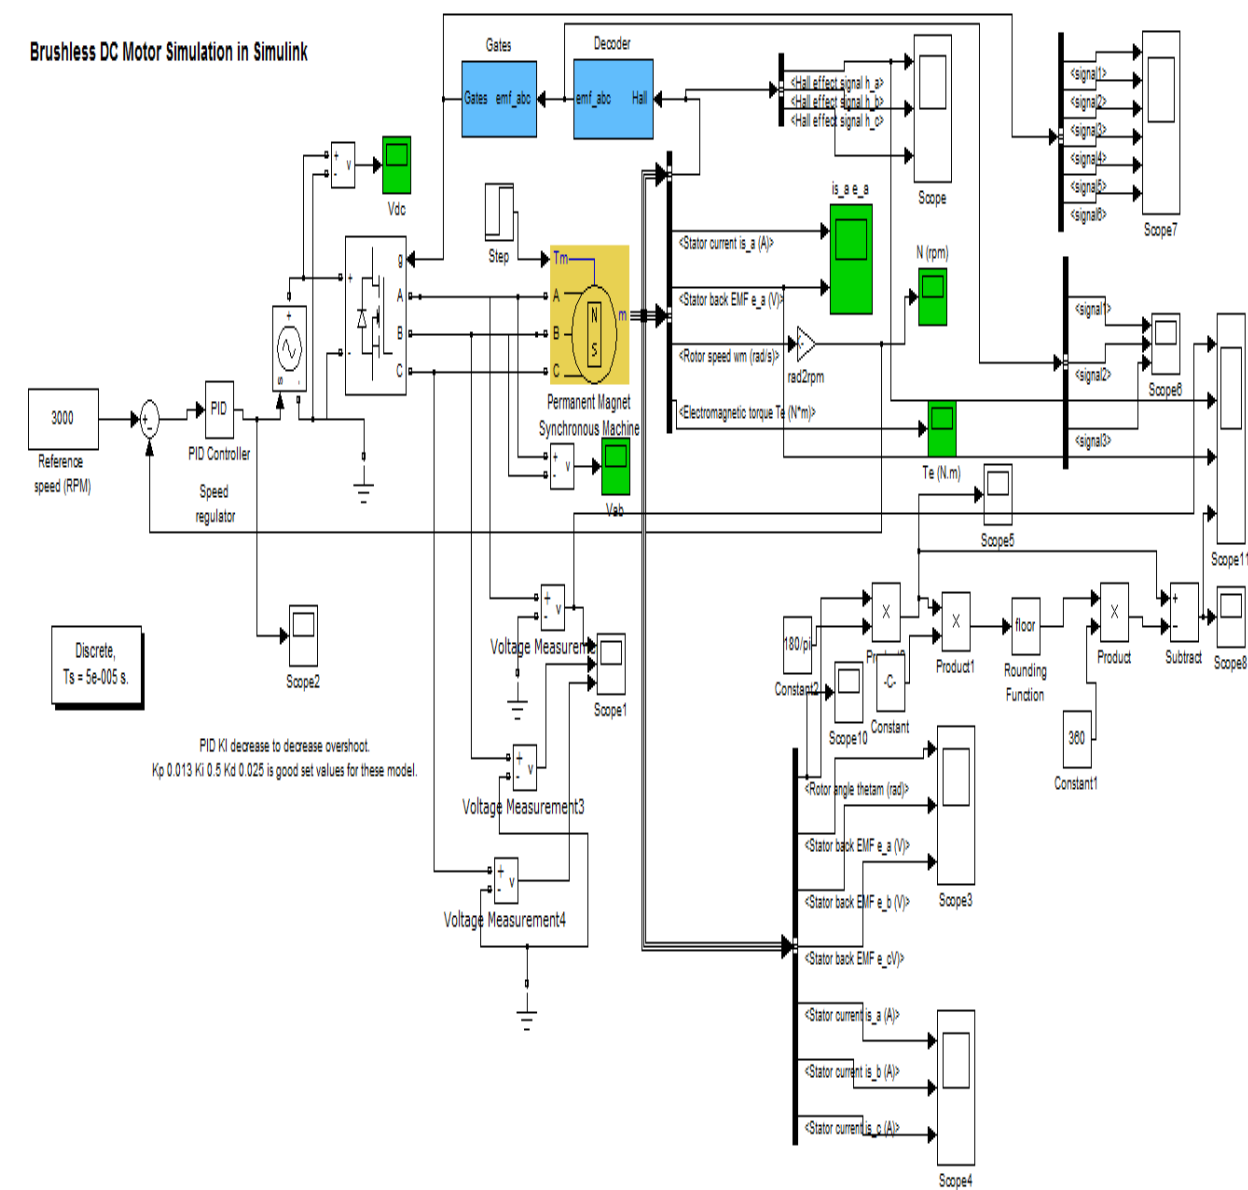 Brushless DC Motor Simulation in Simulink
Gates
Decoder
Gates emf_abc
emf_abc Hall
<Hall effect signal h_a>
<Hall effect signal h_b>
<Hall effect signal h_c>
Scope
<signal1>
<signal2>
<signal3>
<signal4>
<signal5>
<signal6>
Scope7
+
-
v
Vdc
Step
is_a e_a
N (rpm)
g
+
-
A
B
C
Tm
A
B
C
N
S
m
Permanent Magnet
Synchronous Machine
<Stator current is_a (A)>
<Stator back EMF e_a (V)>
<Rotor speed wm (rad/s)>
rad2rpm
<Electromagnetic torque Te (N*m)>
Te (N.m)
<signal1>
<signal2>
<signal3>
Scope6
Scope11
3000
Reference
speed (RPM)
PID
PID Controller
Speed
regulator
+
-
s
+
-
v
Vab
Scope5
Discrete,
Ts = 5e-005 s.
Scope2
+
-
v
Voltage Measureme
Scope1
180/pi
Constant2
×
-C-
Constant
×
Product1
floor
Rounding
Function
×
Product
+
−
Subtract
Scope8
360
Constant1
Scope10
PID KI decrease to decrease overshoot.
Kp 0.013 Ki 0.5 Kd 0.025 is good set values for these model.
+
-
v
Voltage Measurement3
+
-
v
Voltage Measurement4
<Rotor angle thetam (rad)>
<Stator back EMF e_a (V)>
<Stator back EMF e_b (V)>
<Stator back EMF e_cV)>
Scope3
<Stator current is_a (A)>
<Stator current is_b (A)>
<Stator current is_c (A)>
Scope4